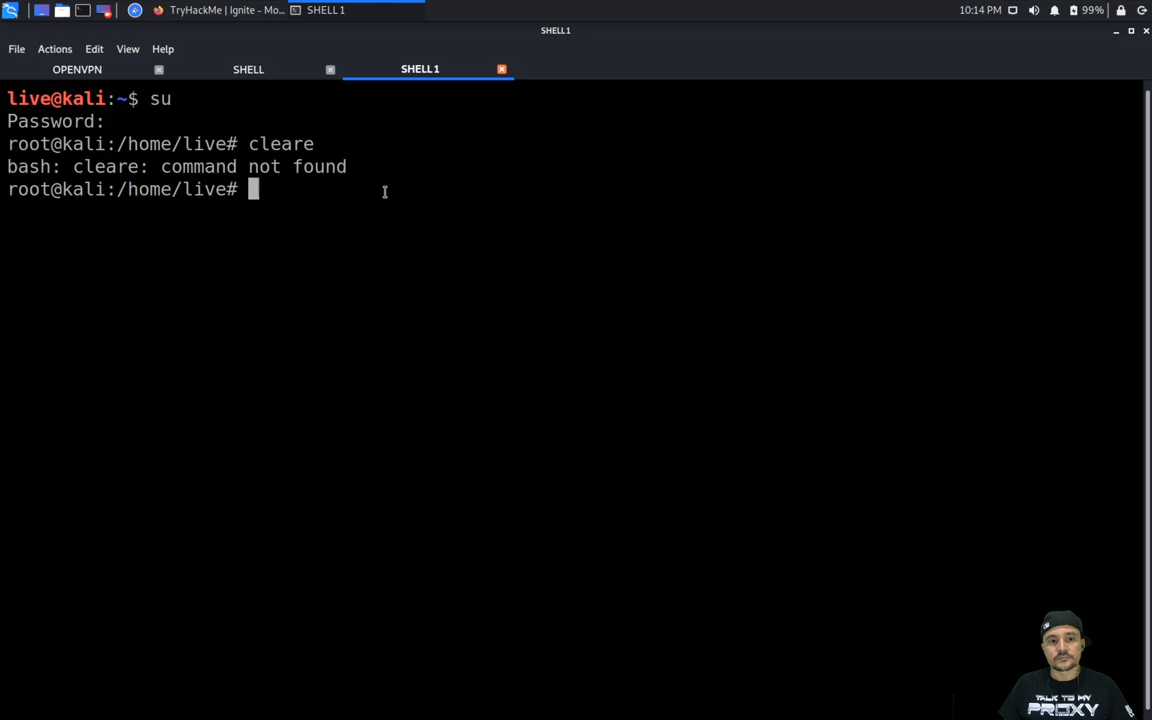 TryHackMe | Ignite - Mo...
SHELL1
10:14 PM
99%
SHELL1
File Actions Edit View Help
OPENVPN
SHELL
SHELL1
live@kali:~$ su
Password:
root@kali:/home/live# cleare
bash: cleare: command not found
root@kali:/home/live#
TALK TO MY
PROXY